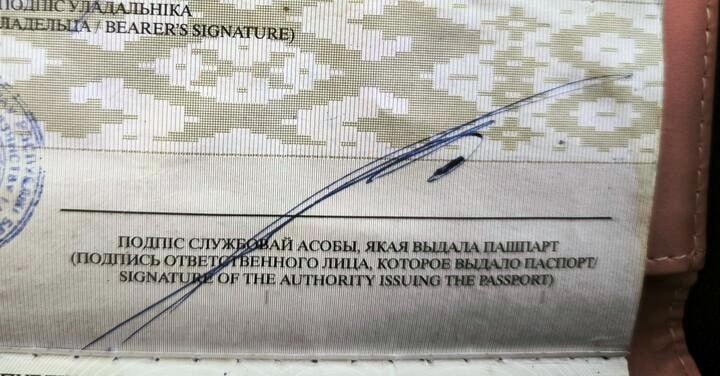 ПОДПІС УЛАДАЛЬНІКА
ЛАДЕЛЬЦА / BEARER'S SIGNATURE)
ПОДПІС СЛУЖБОВАЙ АСОБЫ, ЯКАЯ ВЫДАЛА ПАШПАРТ
(ПОДПИСЬ ОТВЕТСТВЕННОГО ЛИЦА, КОТОРОЕ ВЫДАЛО ПАСПОРТ/
SIGNATURE OF THE AUTHORITY ISSUING THE PASSPORT)